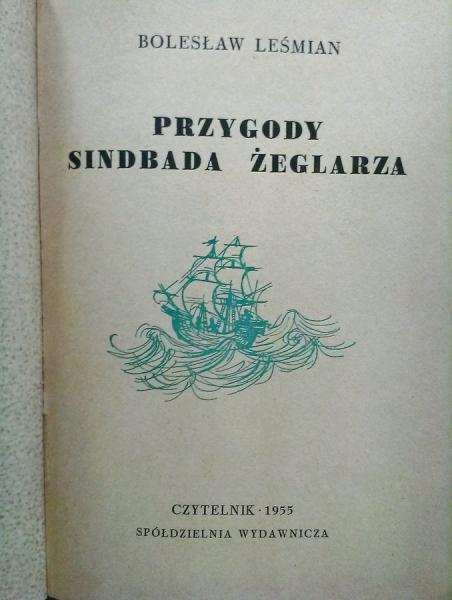 BOLESŁAW LEŚMIAN
PRZYGODY
SINDBADA ŻEGLARZA
CZYTELNIK · 1955
SPÓŁDZIELNIA WYDAWNICZA